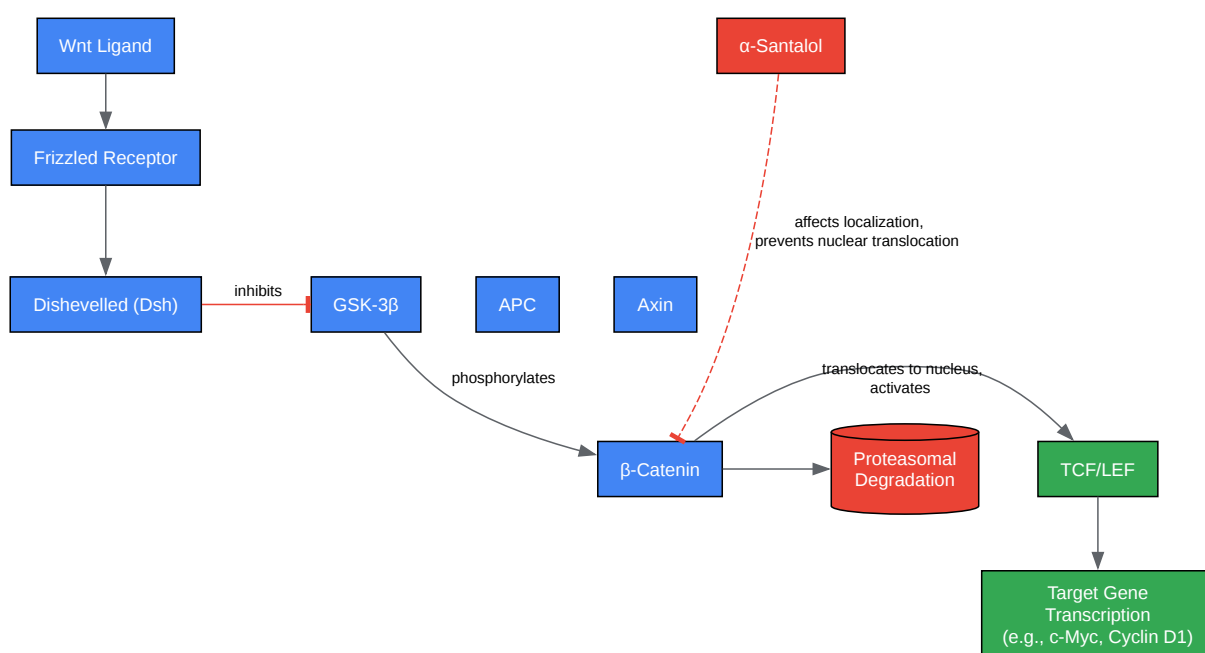 Wnt Ligand
α-Santalol
Frizzled Receptor
affects localization,
prevents nuclear translocation
Dishevelled (Dsh)
inhibits
GSK-3β
APC
Axin
phosphorylates
translocates to nucleus,
activates
β-Catenin
Proteasomal
Degradation
TCF/LEF
Target Gene
Transcription
(e.g., c-Myc, Cyclin D1)